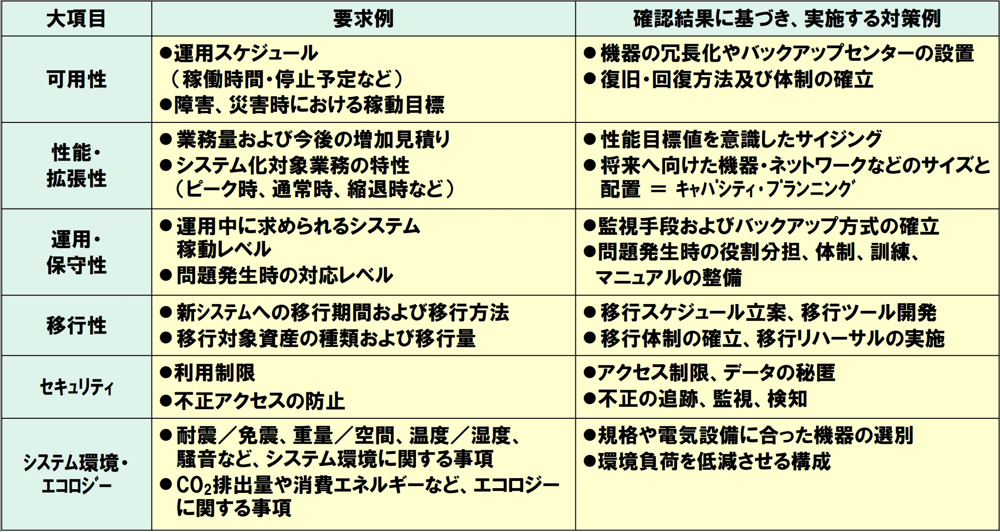 大項目
要求例
確認結果に基づき、実施する対策例
可用性
●運用スケジュール
（稼働時間・停止予定など）
●障害、災害時における稼動目標
●機器の冗長化やバックアップセンターの設置
●復旧・回復方法及び体制の確立
性能・
拡張性
●業務量および今後の増加見積り
●システム化対象業務の特性
（ピーク時、通常時、縮退時など）
●性能目標値を意識したサイジング
●将来へ向けた機器・ネットワークなどのサイズと
配置 ＝ ｷｬﾊﾟｼﾃｨ・ﾌﾟﾗﾝﾆﾝｸﾞ
運用・
保守性
●運用中に求められるシステム
稼動レベル
●問題発生時の対応レベル
●監視手段およびバックアップ方式の確立
●問題発生時の役割分担、体制、訓練、
マニュアルの整備
移行性
●新ｼｽﾃﾑへの移行期間および移行方法
●移行対象資産の種類および移行量
●移行スケジュール立案、移行ツール開発
●移行体制の確立、移行リハーサルの実施
ｾｷｭﾘﾃｨ
●利用制限
●不正アクセスの防止
●アクセス制限、データの秘匿
●不正の追跡、監視、検知
ｼｽﾃﾑ環境・
ｴｺﾛｼﾞｰ
●耐震／免震、重量／空間、温度／湿度、
騒音など、システム環境に関する事項
●CO₂排出量や消費エネルギーなど、エコロジー
に関する事項
●規格や電気設備に合った機器の選別
●環境負荷を低減させる構成